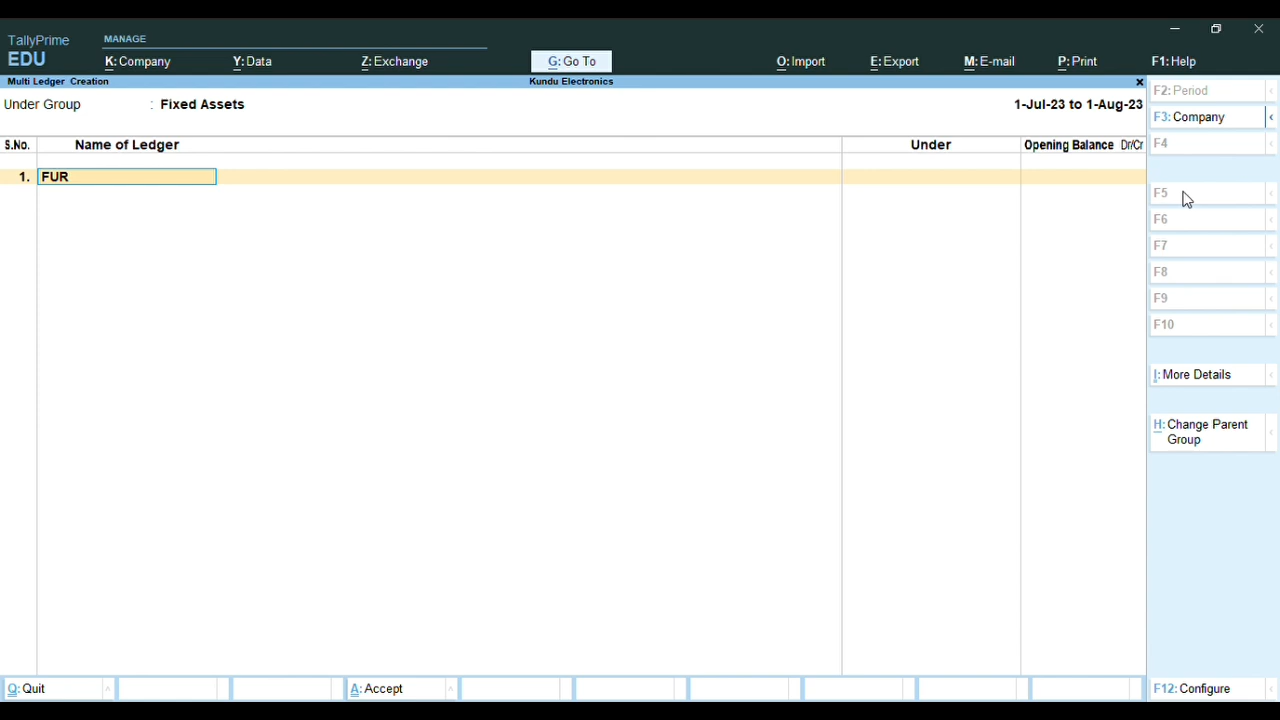 TallyPrime
EDU
MANAGE
K: Company Y: Data Z: Exchange G: Go To O: Import E: Export M: E-mail P: Print F1: Help
Multi Ledger Creation Kundu Electronics x
Under Group : Fixed Assets 1-Jul-23 to 1-Aug-23
S.No. Name of Ledger Under Opening Balance Dr/Cr
1. FUR
F2: Period
F3: Company
F4
F5
F6
F7
F8
F9
F10
I: More Details
H: Change Parent
Group
Q: Quit A: Accept F12: Configure